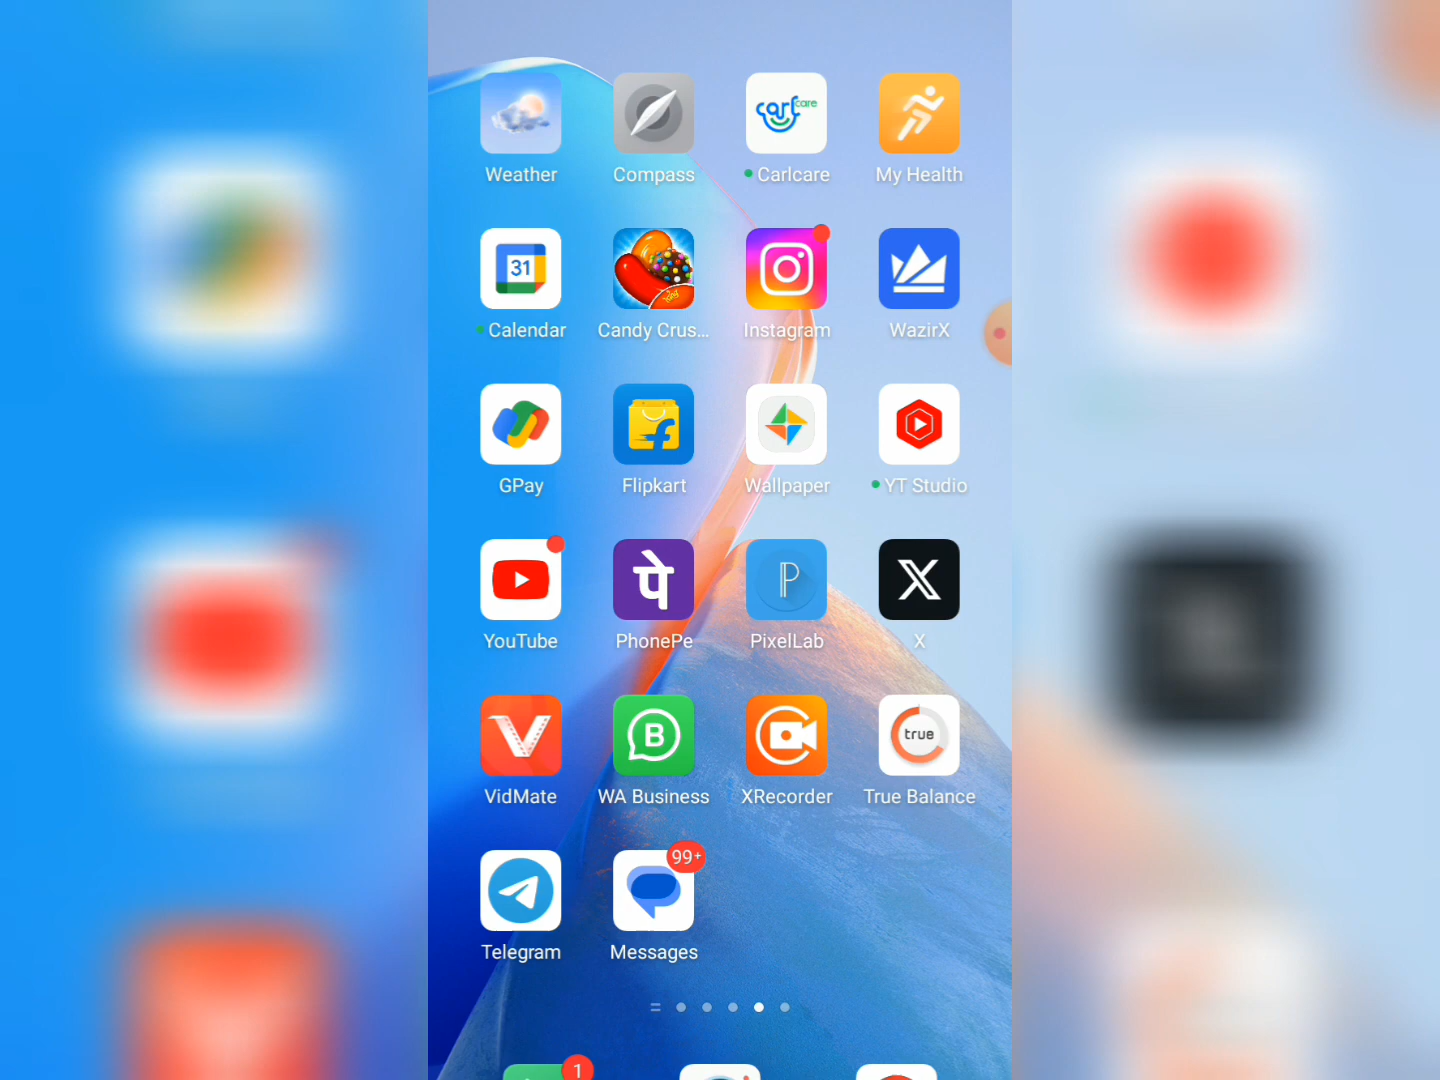 carlcare
Weather Compass Carlcare My Health
31
Calendar Candy Crus... Instagram WazirX
GPay Flipkart Wallpaper YT Studio
पे P X
YouTube PhonePe PixelLab X
B true
VidMate WA Business XRecorder True Balance
99+
Telegram Messages
1